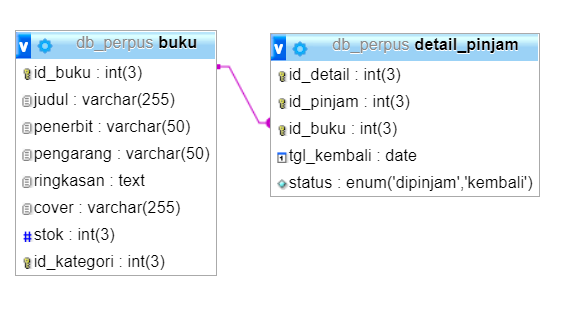 db_perpus buku
id_buku : int(3)
judul : varchar(255)
penerbit : varchar(50)
pengarang : varchar(50)
ringkasan : text
cover : varchar(255)
stok : int(3)
id_kategori : int(3)
db_perpus detail_pinjam
id_detail : int(3)
id_pinjam : int(3)
id_buku : int(3)
tgl_kembali : date
status : enum('dipinjam','kembali')